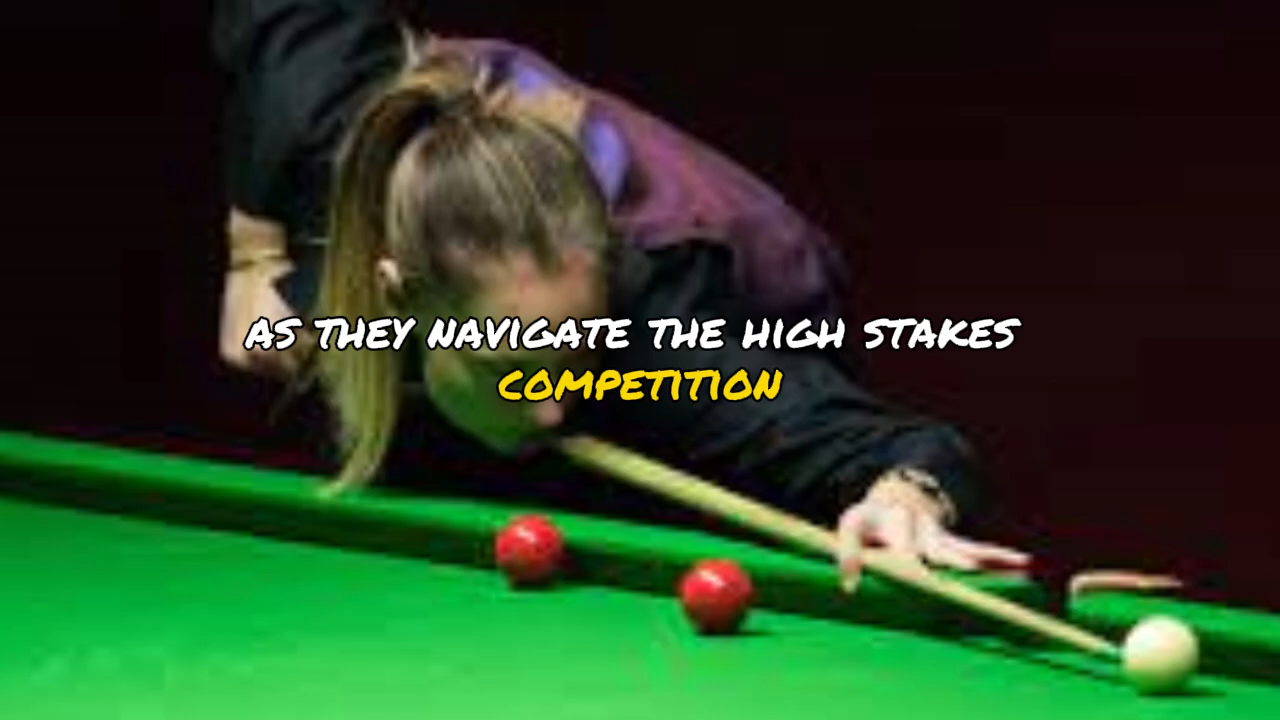 AS THEY NAVIGATE THE HIGH STAKES
COMPETITION